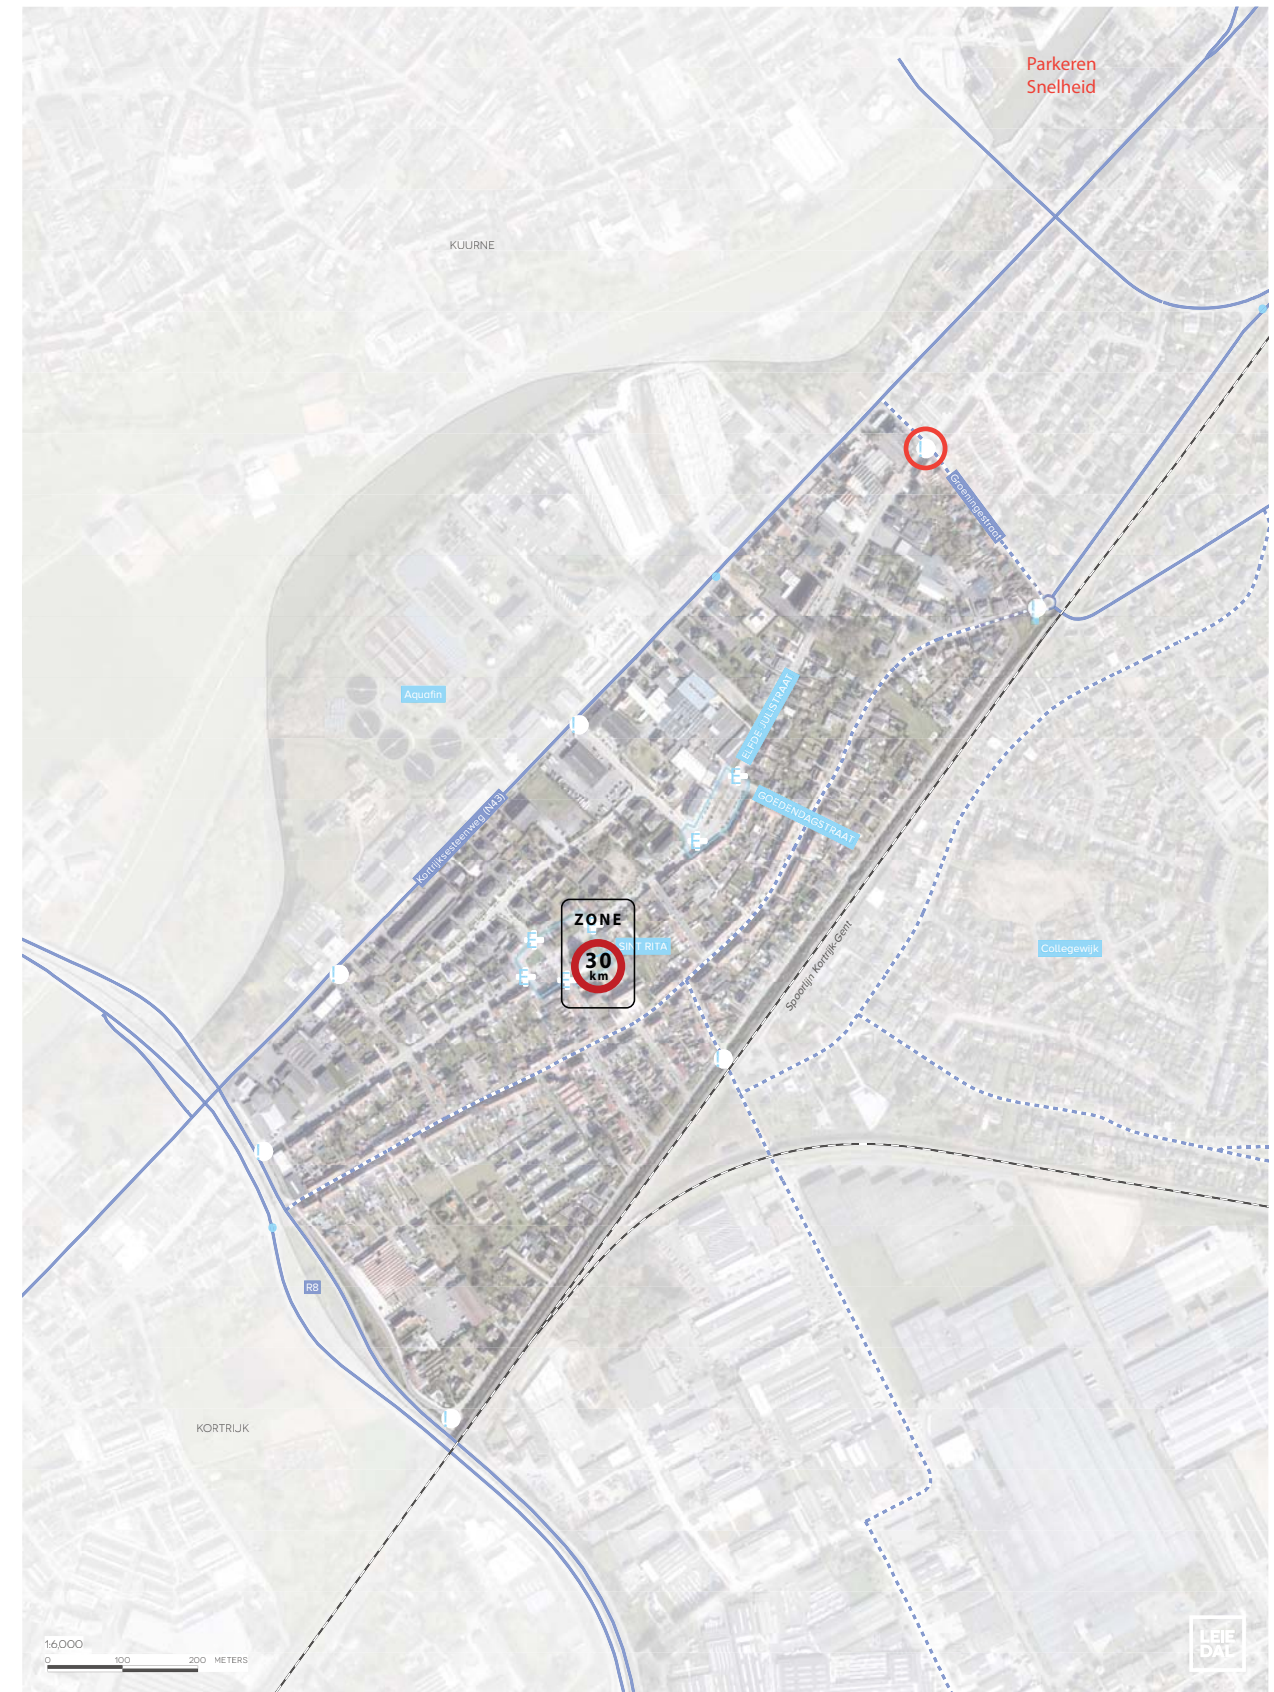 Parkeren
Snelheid
KUURNE
Groeningestraat
Aquafin
ELFDE JULISTRAAT
GOEDENDAGSTRAAT
Kortrijksesteenweg (N43)
ZONE
30
km
SINT RITA
Collegewijk
Spoorlijn Kortrijk-Gent
R8
KORTRIJK
1:6,000
0 100 200 METERS
LEIE
DAL